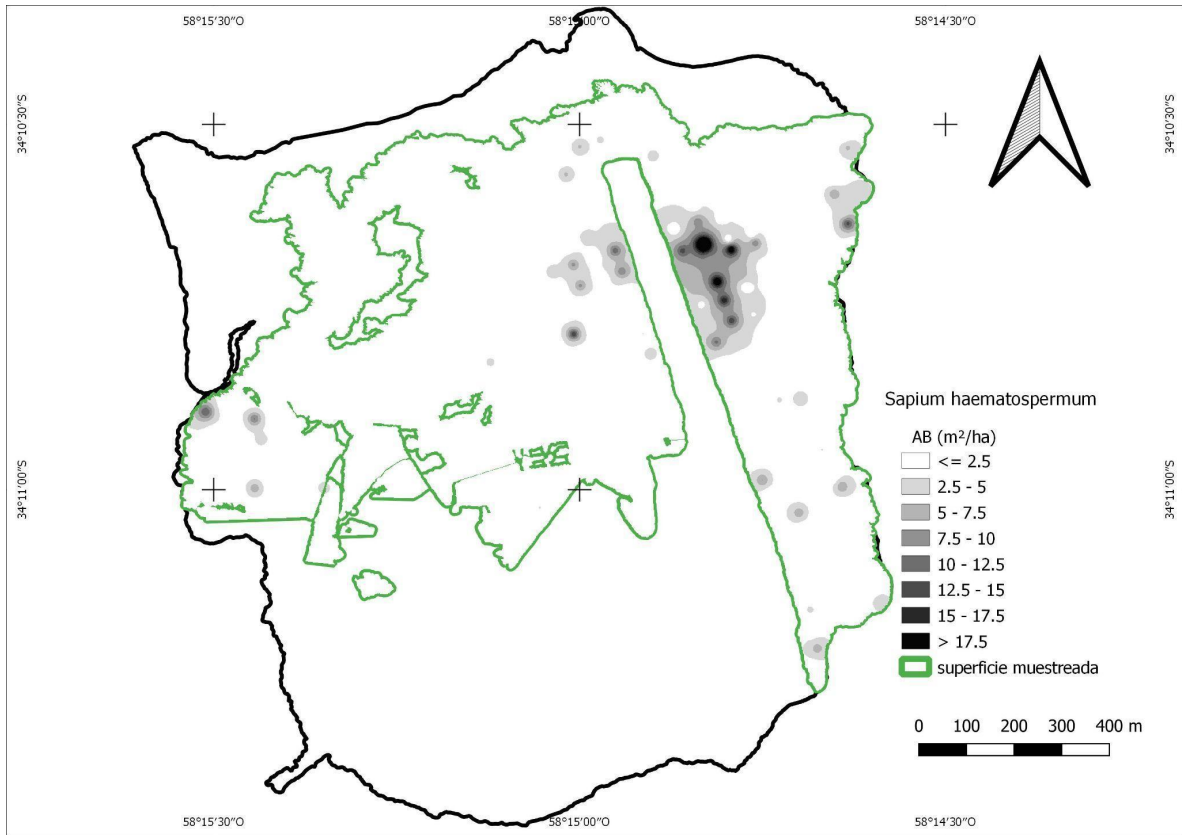 58°15'30"O 58°15'00"O 58°14'30"O
34°10'30"S 34°10'30"S
Sapium haematospermum
AB (m²/ha)
<= 2.5
2.5 - 5
5 - 7.5
7.5 - 10
10 - 12.5
12.5 - 15
15 - 17.5
> 17.5
superficie muestreada
34°11'00"S 34°11'00"S
0 100 200 300 400 m
58°15'30"O 58°15'00"O 58°14'30"O